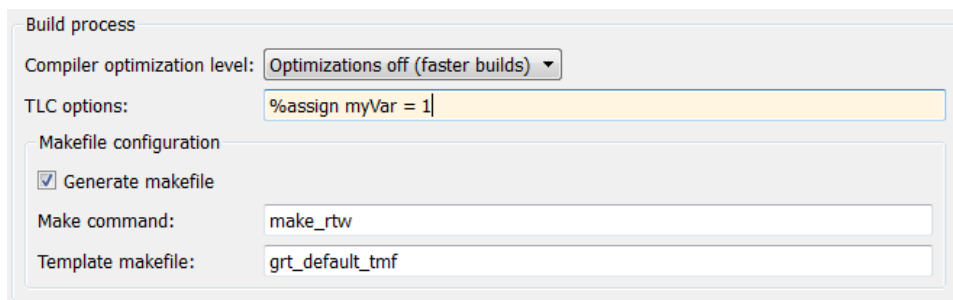 Build process
Compiler optimization level: Optimizations off (faster builds)
TLC options: %assign myVar = 1
Makefile configuration
Generate makefile
Make command: make_rtw
Template makefile: grt_default_tmf